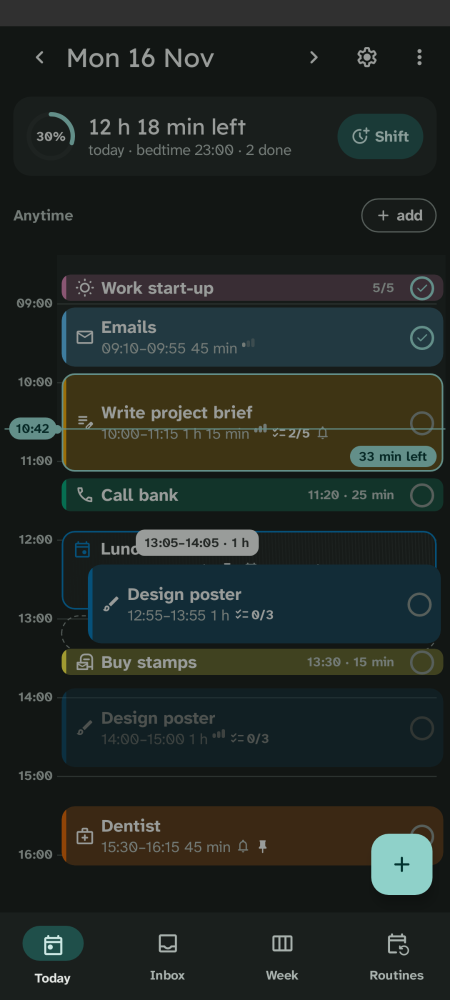 Mon 16 Nov
30%
12 h 18 min left
today · bedtime 23:00 · 2 done
Shift
Anytime
+ add
Work start-up
5/5
09:00
Emails
09:10–09:55 45 min
10:00
Write project brief
10:00–11:15 1 h 15 min 2/5
10:42
33 min left
11:00
Call bank
11:20 · 25 min
12:00
13:05–14:05 · 1 h
Design poster
12:55–13:55 1 h 0/3
13:00
Buy stamps
13:30 · 15 min
14:00
Design poster
14:00–15:00 1 h 0/3
15:00
Dentist
15:30–16:15 45 min
16:00
+
Today
Inbox
Week
Routines